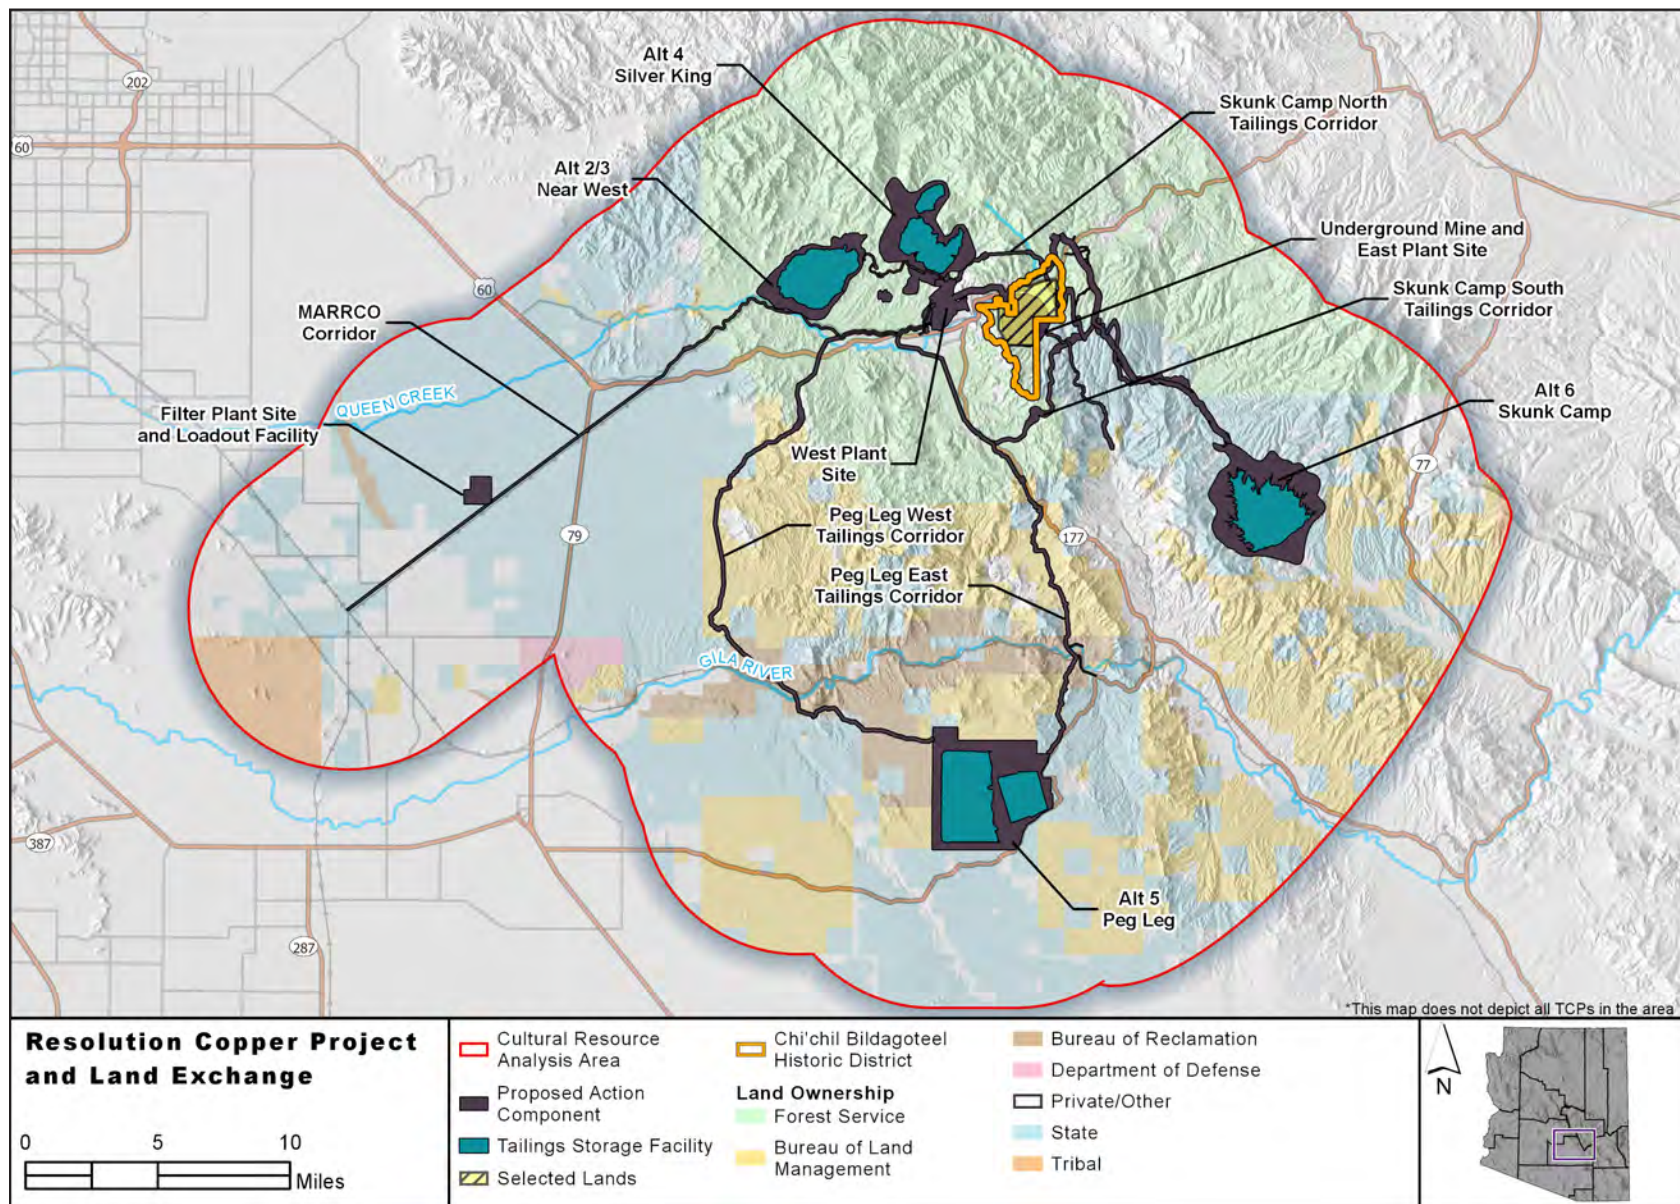 Alt 4
Silver King
202
Skunk Camp North
Tailings Corridor
60
Alt 2/3
Near West
Underground Mine and
East Plant Site
60
Skunk Camp South
Tailings Corridor
MARRCO
Corridor
QUEEN CREEK
Alt 6
Skunk Camp
Filter Plant Site
and Loadout Facility
West Plant
Site
77
Peg Leg West
Tailings Corridor
79
177
Peg Leg East
Tailings Corridor
GILA RIVER
387
Alt 5
Peg Leg
287
*This map does not depict all TCPs in the area
Resolution Copper Project
and Land Exchange
0 5 10
Miles
Cultural Resource
Analysis Area
Proposed Action
Component
Tailings Storage Facility
Selected Lands
Chi'chil Bildagoteel
Historic District
Land Ownership
Forest Service
Bureau of Land
Management
Bureau of Reclamation
Department of Defense
Private/Other
State
Tribal
N